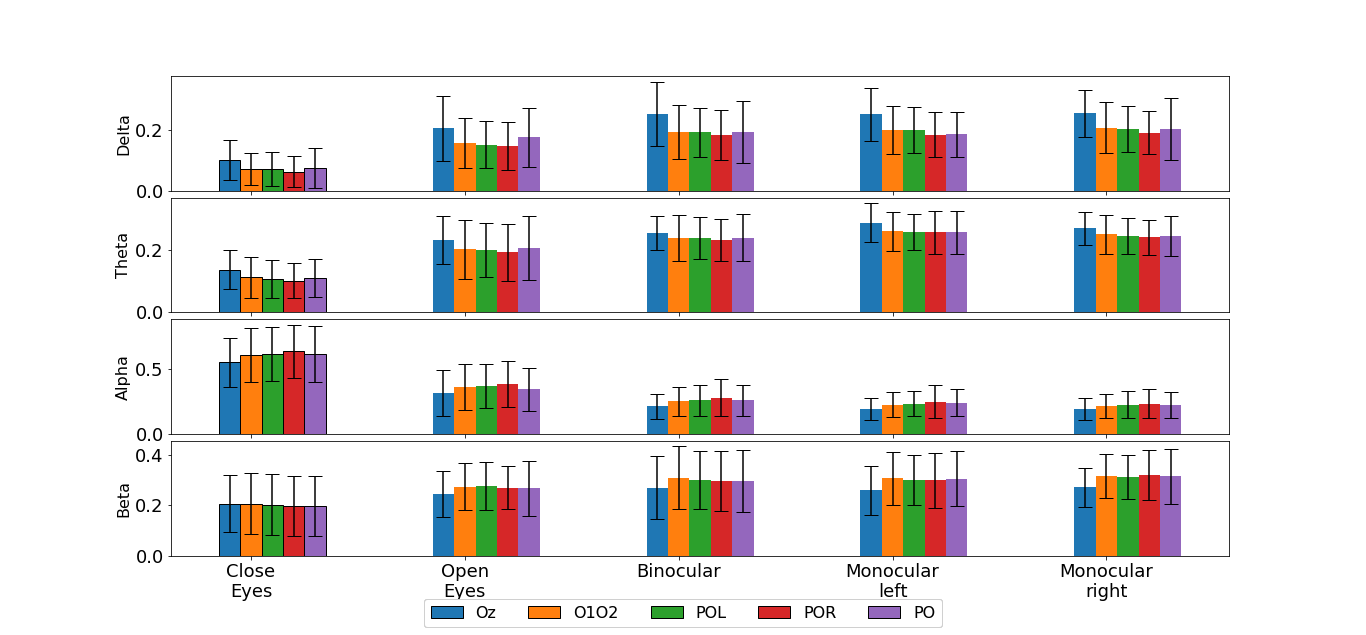 Delta
0.2
0.0
Theta
0.2
0.0
Alpha
0.5
0.0
Beta
0.4
0.2
0.0
Close
Eyes
Open
Eyes
Binocular
Monocular
left
Monocular
right
Oz O1O2 POL POR PO